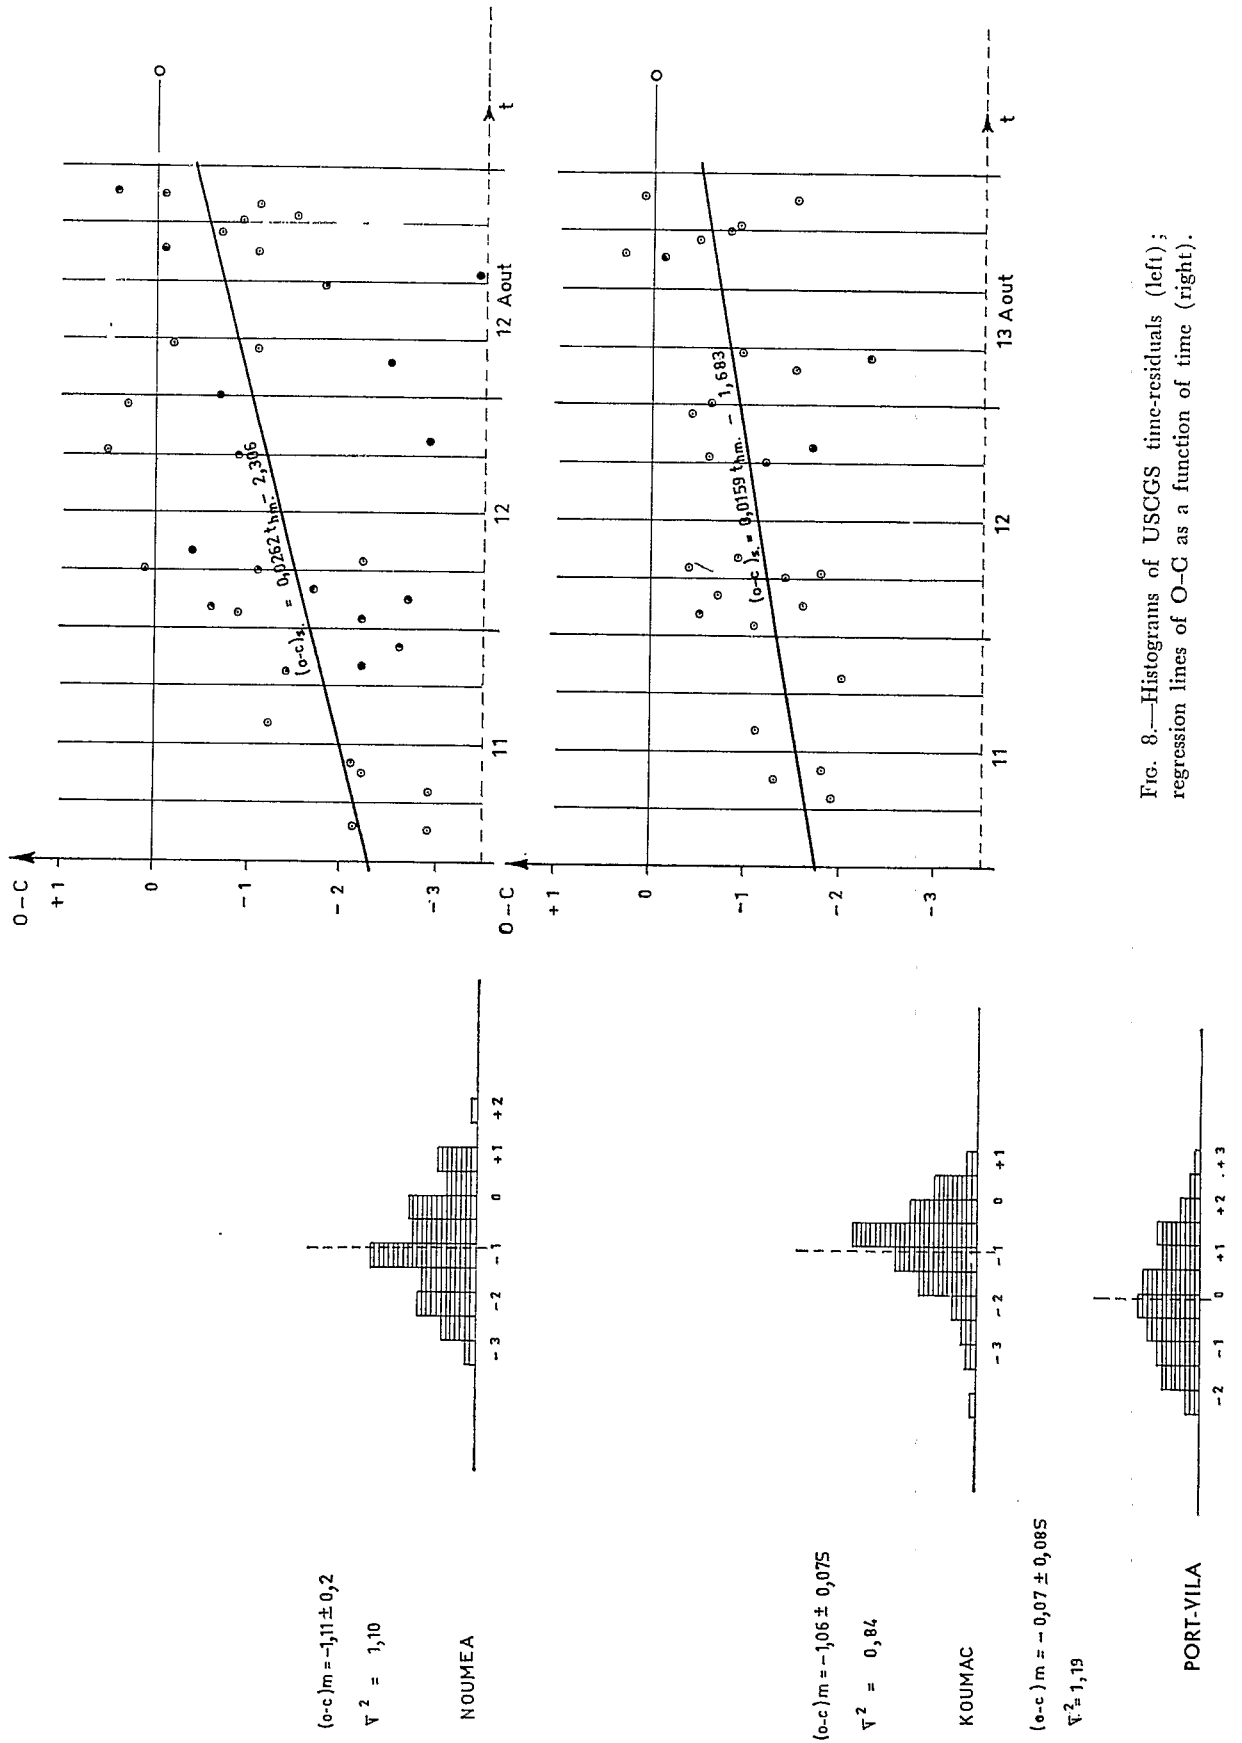 (o-c)m = -1,11 ± 0,2
σ² = 1,10
NOUMEA
-3 -2 -1 0 +1 +2
O-C
+1
0
-1
-2
-3
(o-c)s. = 0,0262 t hm. - 2,306
11 12 12 Aout
t
(o-c)m = -1,06 ± 0,07S
σ² = 0,84
KOUMAC
-3 -2 -1 0 +1
O-C
+1
0
-1
-2
-3
(o-c)s. = 0,0159 t hm. - 1,683
11 12 13 Aout
t
(o-c)m = -0,07 ± 0,08S
σ² = 1,19
PORT-VILA
-2 -1 0 +1 +2 +3
FIG. 8.—Histograms of USCGS time-residuals (left);
regression lines of O–C as a function of time (right).